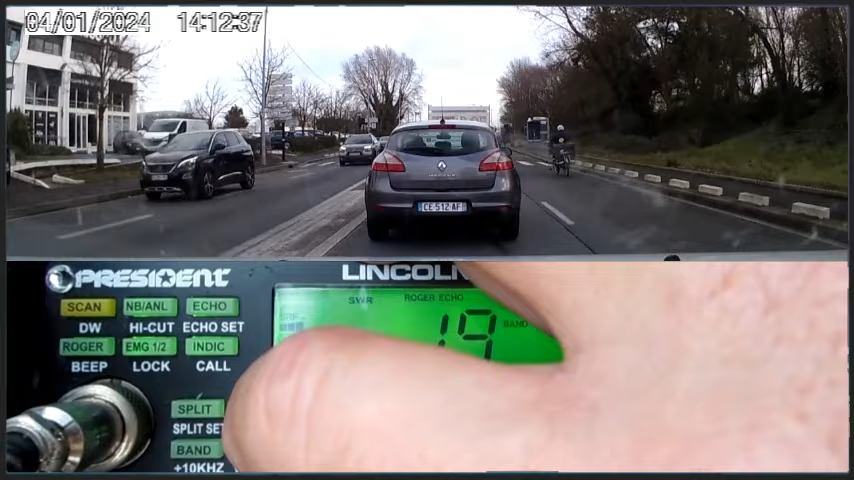 04/01/2024 14:12:37
CE 512 AF
PRESIDENT
LINCOLN
SCAN NB/ANL ECHO
DW HI-CUT ECHO SET
ROGER EMG 1/2 INDIC
BEEP LOCK CALL
SPLIT
SPLIT SET
BAND
+10KHZ
SWR ROGER ECHO
19 BAND